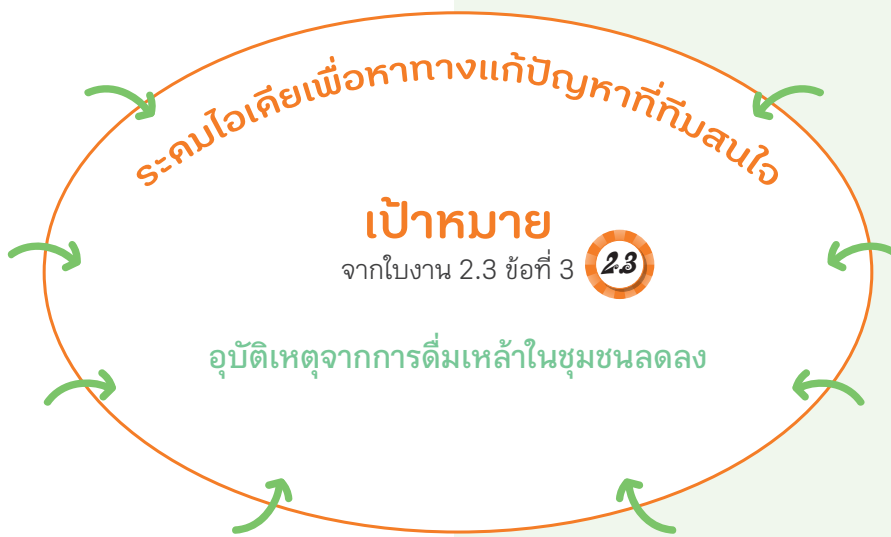 ระดมไอเดียเพื่อหาทางแก้ปัญหาที่ทีมสนใจ
เป้าหมาย
จากใบงาน 2.3 ข้อที่ 3
2.3
อุบัติเหตุจากการดื่มเหล้าในชุมชนลดลง